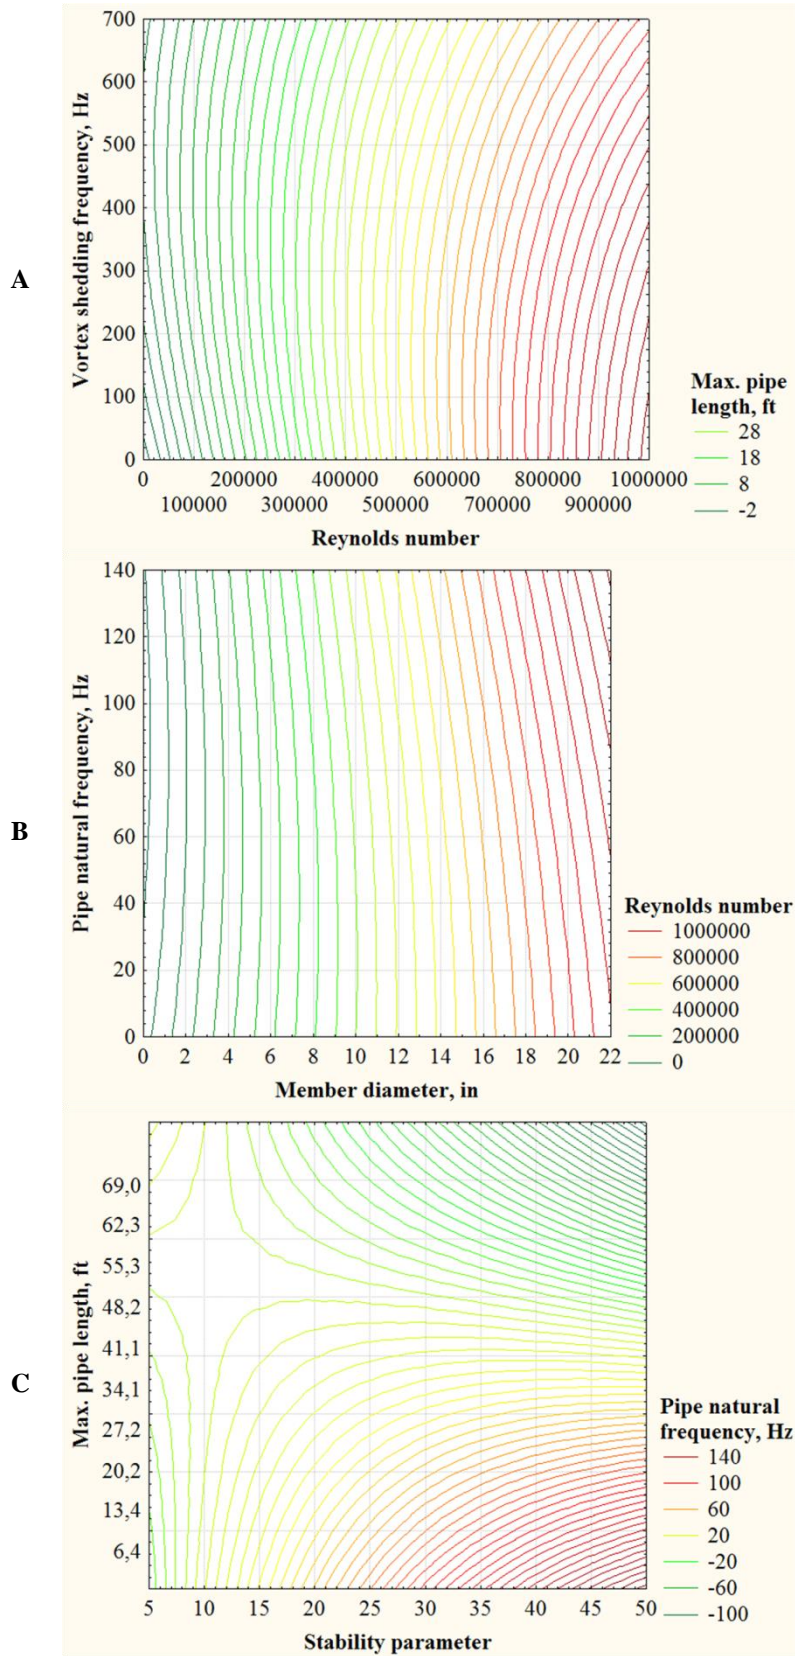 A
Vortex shedding frequency, Hz
700
600
500
400
300
200
100
0
0 200000 400000 600000 800000 1000000
100000 300000 500000 700000 900000
Reynolds number
Max. pipe
length, ft
28
18
8
-2
B
Pipe natural frequency, Hz
140
120
100
80
60
40
20
0
0 2 4 6 8 10 12 14 16 18 20 22
Member diameter, in
Reynolds number
1000000
800000
600000
400000
200000
0
C
Max. pipe length, ft
69,0
62,3
55,3
48,2
41,1
34,1
27,2
20,2
13,4
6,4
5 10 15 20 25 30 35 40 45 50
Stability parameter
Pipe natural
frequency, Hz
140
100
60
20
-20
-60
-100